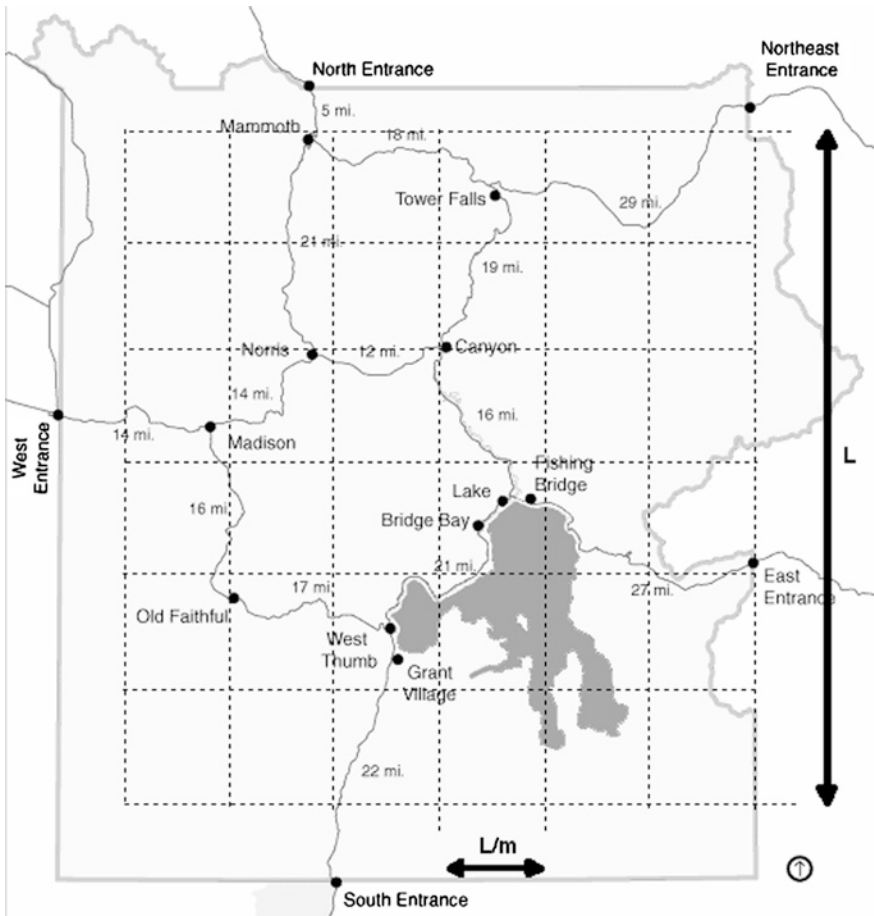 North Entrance
Northeast
Entrance
5 mi.
Mammoth
18 mi.
Tower Falls
29 mi.
21 mi.
19 mi.
Norris
12 mi.
Canyon
14 mi.
16 mi.
14 mi.
Madison
West
Entrance
L
Fishing
Bridge
Lake
16 mi.
Bridge Bay
21 mi.
17 mi.
27 mi.
East
Entrance
Old Faithful
West
Thumb
Grant
Village
22 mi.
L/m
South Entrance